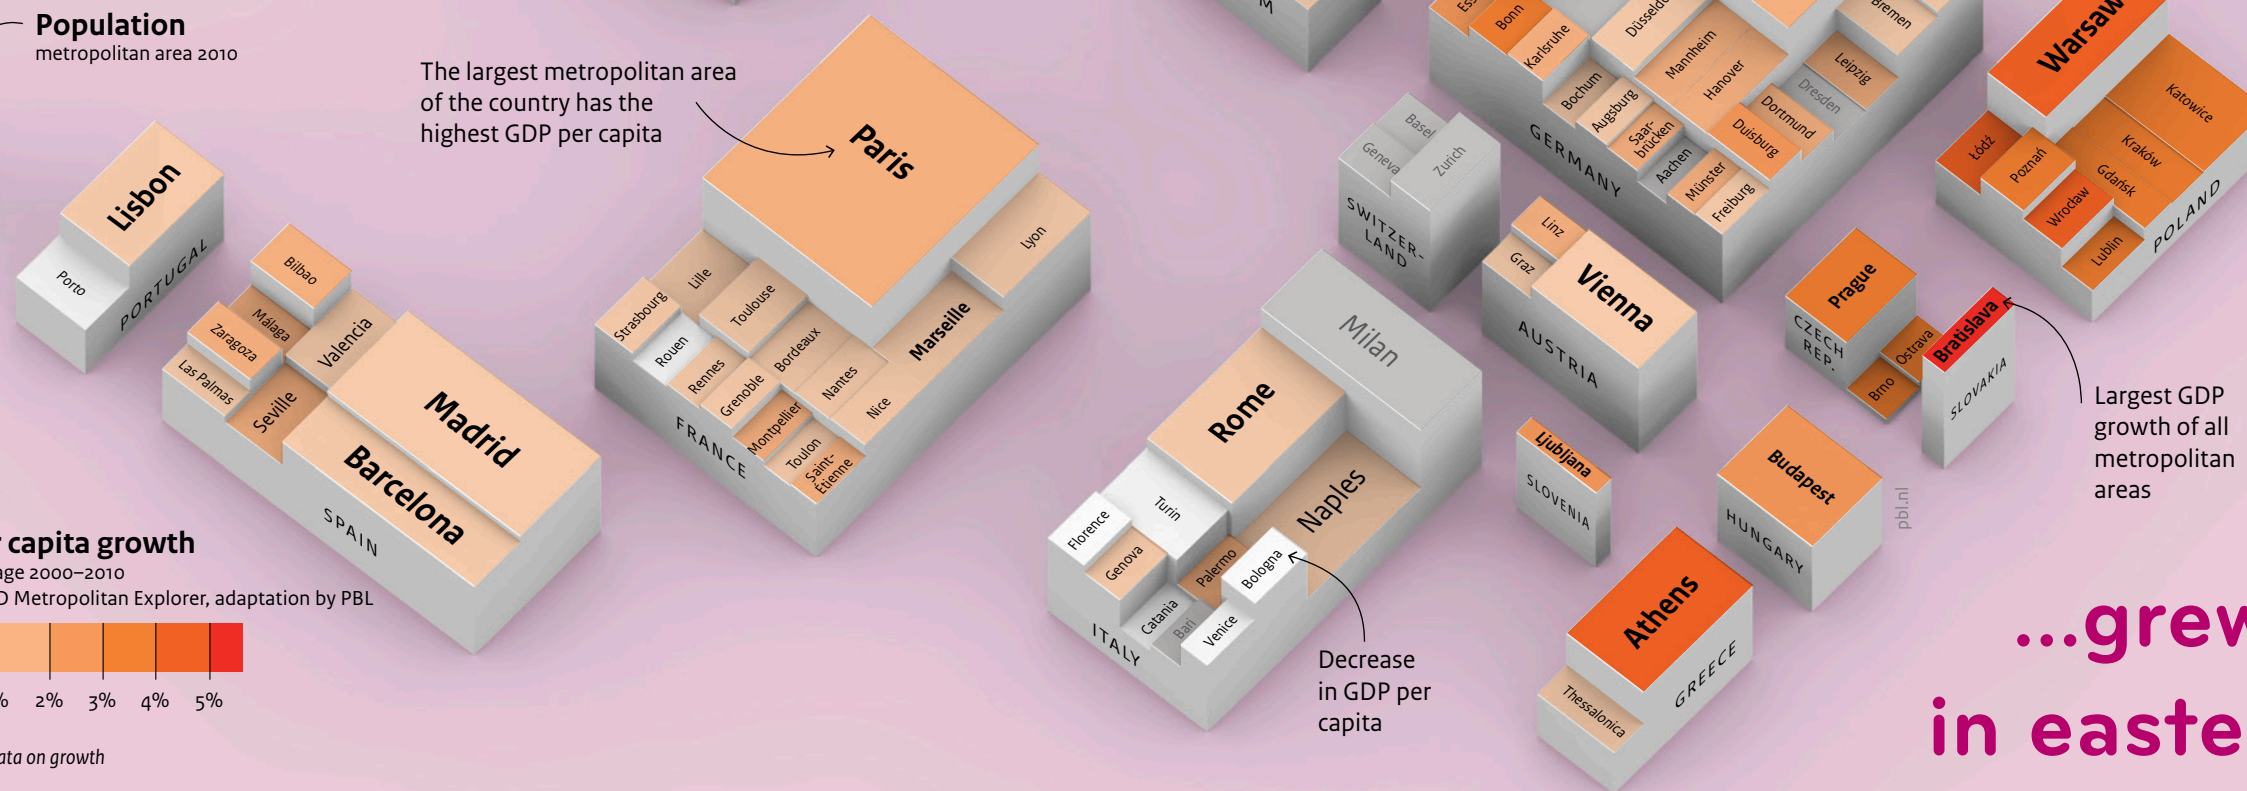 Population
metropolitan area 2010
The largest metropolitan area
of the country has the
highest GDP per capita
Lisbon
Porto
PORTUGAL
Bilbao
Málaga
Zaragoza
Valencia
Las Palmas
Seville
Madrid
Barcelona
SPAIN
Paris
Lyon
Lille
Strasbourg
Toulouse
Rouen
Bordeaux
Marseille
Rennes
Grenoble
Nantes
Nice
Montpellier
Toulon
Saint-
Étienne
FRANCE
Basel
Geneva
Zurich
SWITZER-
LAND
Bonn
Karlsruhe
Mannheim
Hanover
Bremen
Leipzig
Dresden
Bochum
Augsburg
Dortmund
Saar-
brücken
Duisburg
Aachen
Münster
Freiburg
GERMANY
Warsaw
Katowice
Łódź
Poznań
Kraków
Gdańsk
Wrocław
Lublin
POLAND
Linz
Graz
Vienna
AUSTRIA
Prague
Ostrava
Brno
CZECH
REP.
Bratislava
SLOVAKIA
Largest GDP
growth of all
metropolitan
areas
Milan
Rome
Naples
Turin
Florence
Genova
Palermo
Bologna
Catania
Bari
Venice
ITALY
Decrease
in GDP per
capita
Ljubljana
SLOVENIA
Budapest
HUNGARY
pbl.nl
Athens
Thessalonica
GREECE
capita growth
2000–2010
Metropolitan Explorer, adaptation by PBL
2% 3% 4% 5%
on growth
...grew
in easte